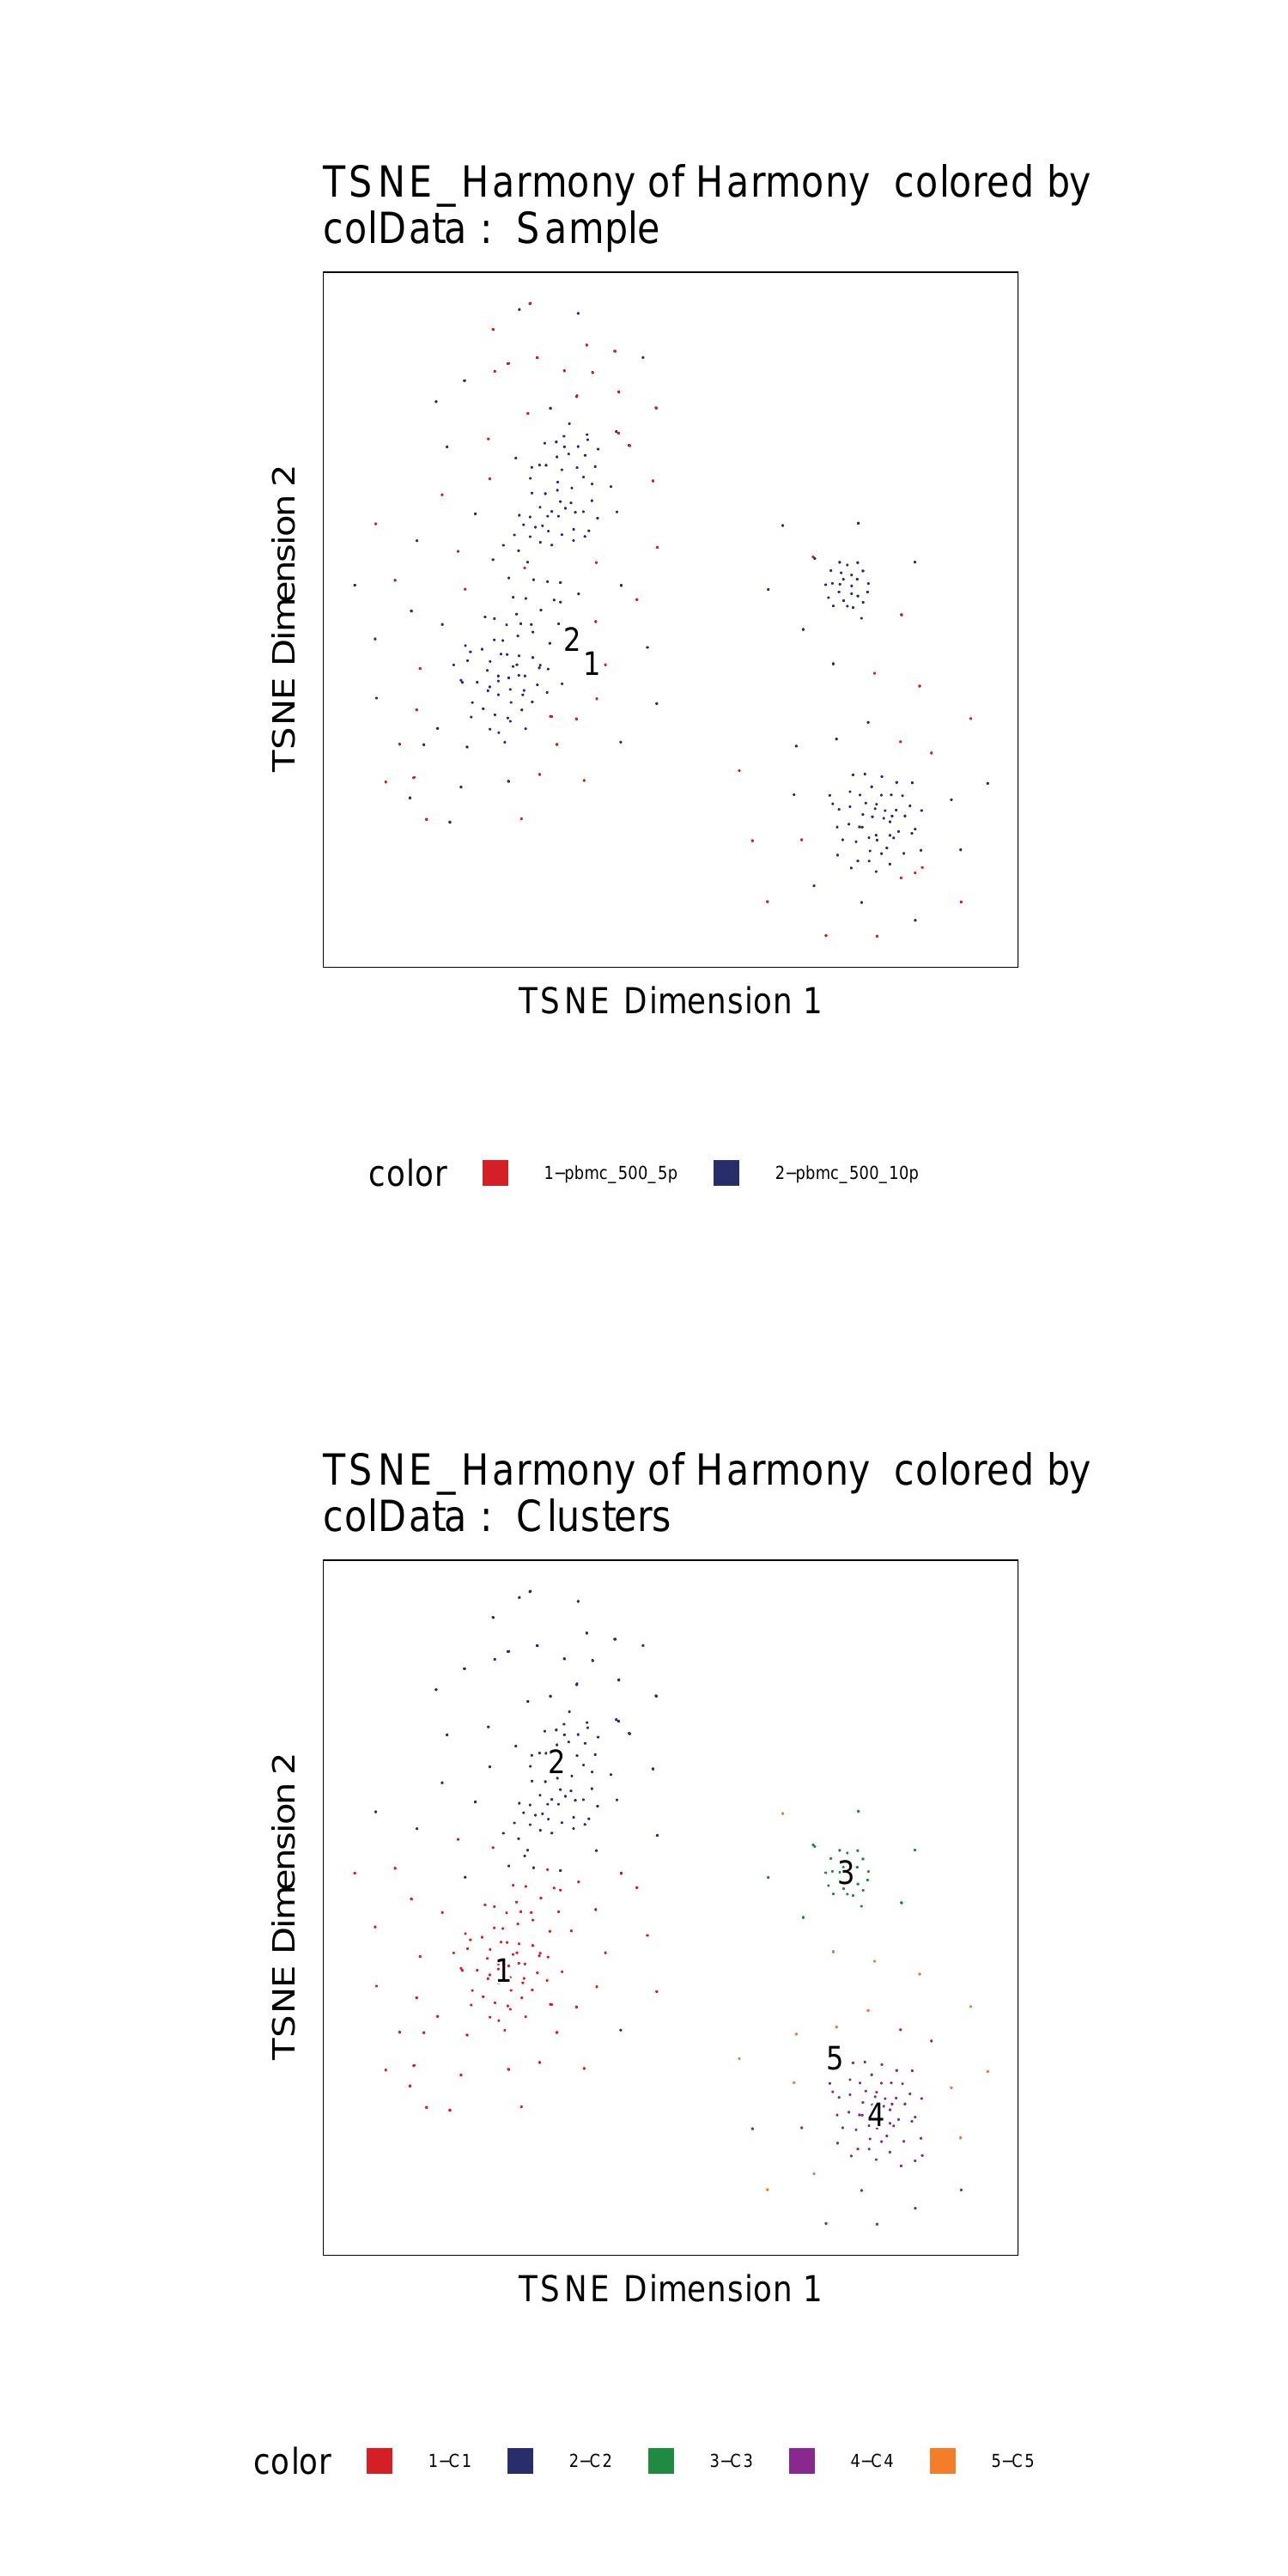 TSNE_Harmony of Harmony  colored by
colData :  Sample
TSNE Dimension 2
2
1
TSNE Dimension 1
color 1−pbmc_500_5p 2−pbmc_500_10p
TSNE_Harmony of Harmony  colored by
colData :  Clusters
TSNE Dimension 2
2
3
1
5
4
TSNE Dimension 1
color 1−C1 2−C2 3−C3 4−C4 5−C5